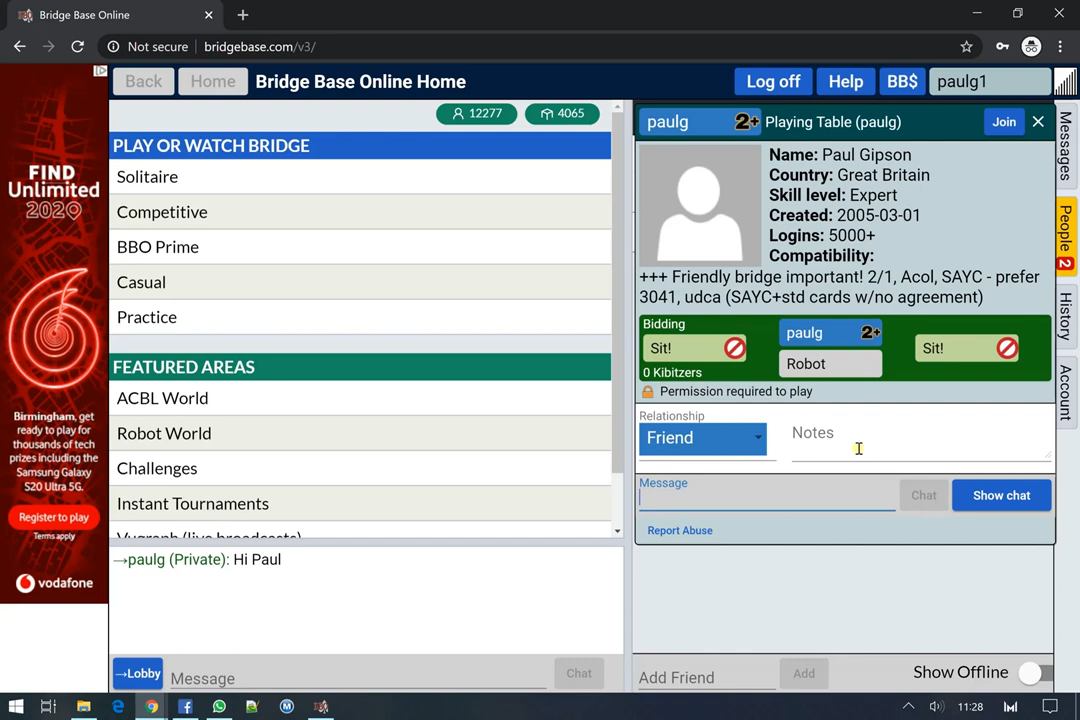 Bridge Base Online
Not secure
bridgebase.com/v3/
FIND
Unlimited
2020
Birmingham, get
ready to play for
thousands of tech
prizes including the
Samsung Galaxy
S20 Ultra 5G.
Register to play
Terms apply
vodafone
Back
Home
Bridge Base Online Home
Log off
Help
BB$
paulg1
12277
4065
PLAY OR WATCH BRIDGE
Solitaire
Competitive
BBO Prime
Casual
Practice
FEATURED AREAS
ACBL World
Robot World
Challenges
Instant Tournaments
Vugraph (live broadcasts)
→paulg (Private): Hi Paul
→Lobby
Message
Chat
paulg
2+
Playing Table (paulg)
Join
Name: Paul Gipson
Country: Great Britain
Skill level: Expert
Created: 2005-03-01
Logins: 5000+
Compatibility:
+++ Friendly bridge important! 2/1, Acol, SAYC - prefer
3041, udca (SAYC+std cards w/no agreement)
Bidding
Sit!
0 Kibitzers
paulg
2+
Robot
Sit!
Permission required to play
Relationship
Friend
Notes
Message
Chat
Show chat
Report Abuse
Add Friend
Add
Show Offline
Messages
People
2
History
Account
11:28